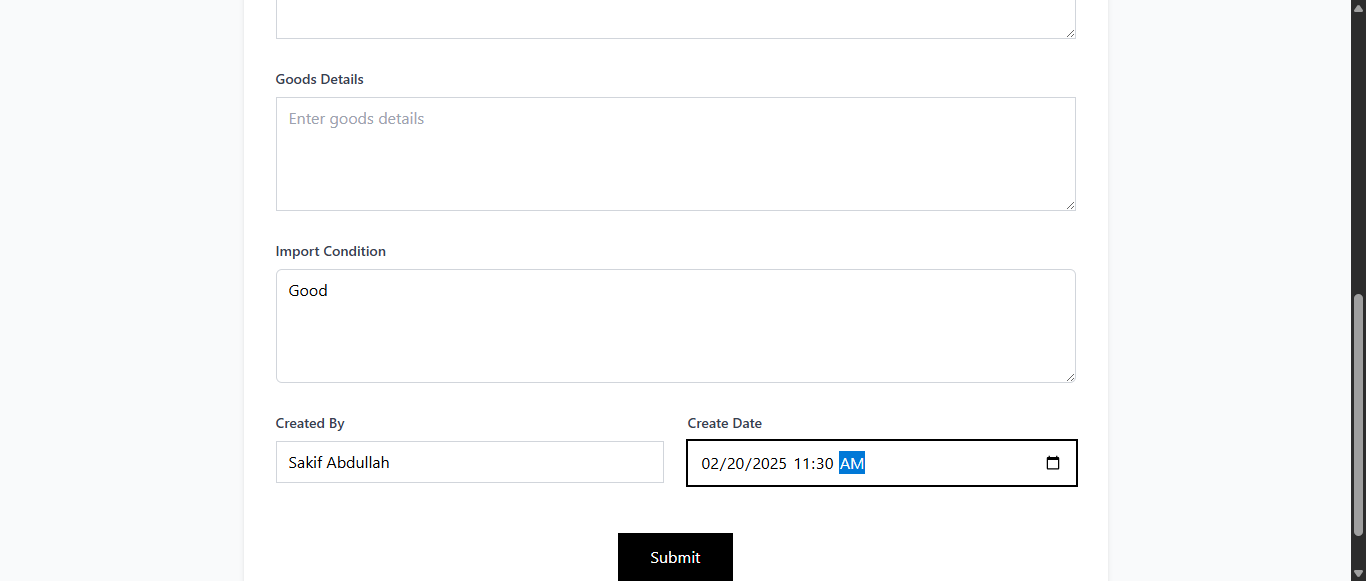 Goods Details
Enter goods details
Import Condition
Good
Created By
Create Date
Sakif Abdullah
02/20/2025 11:30 AM
Submit